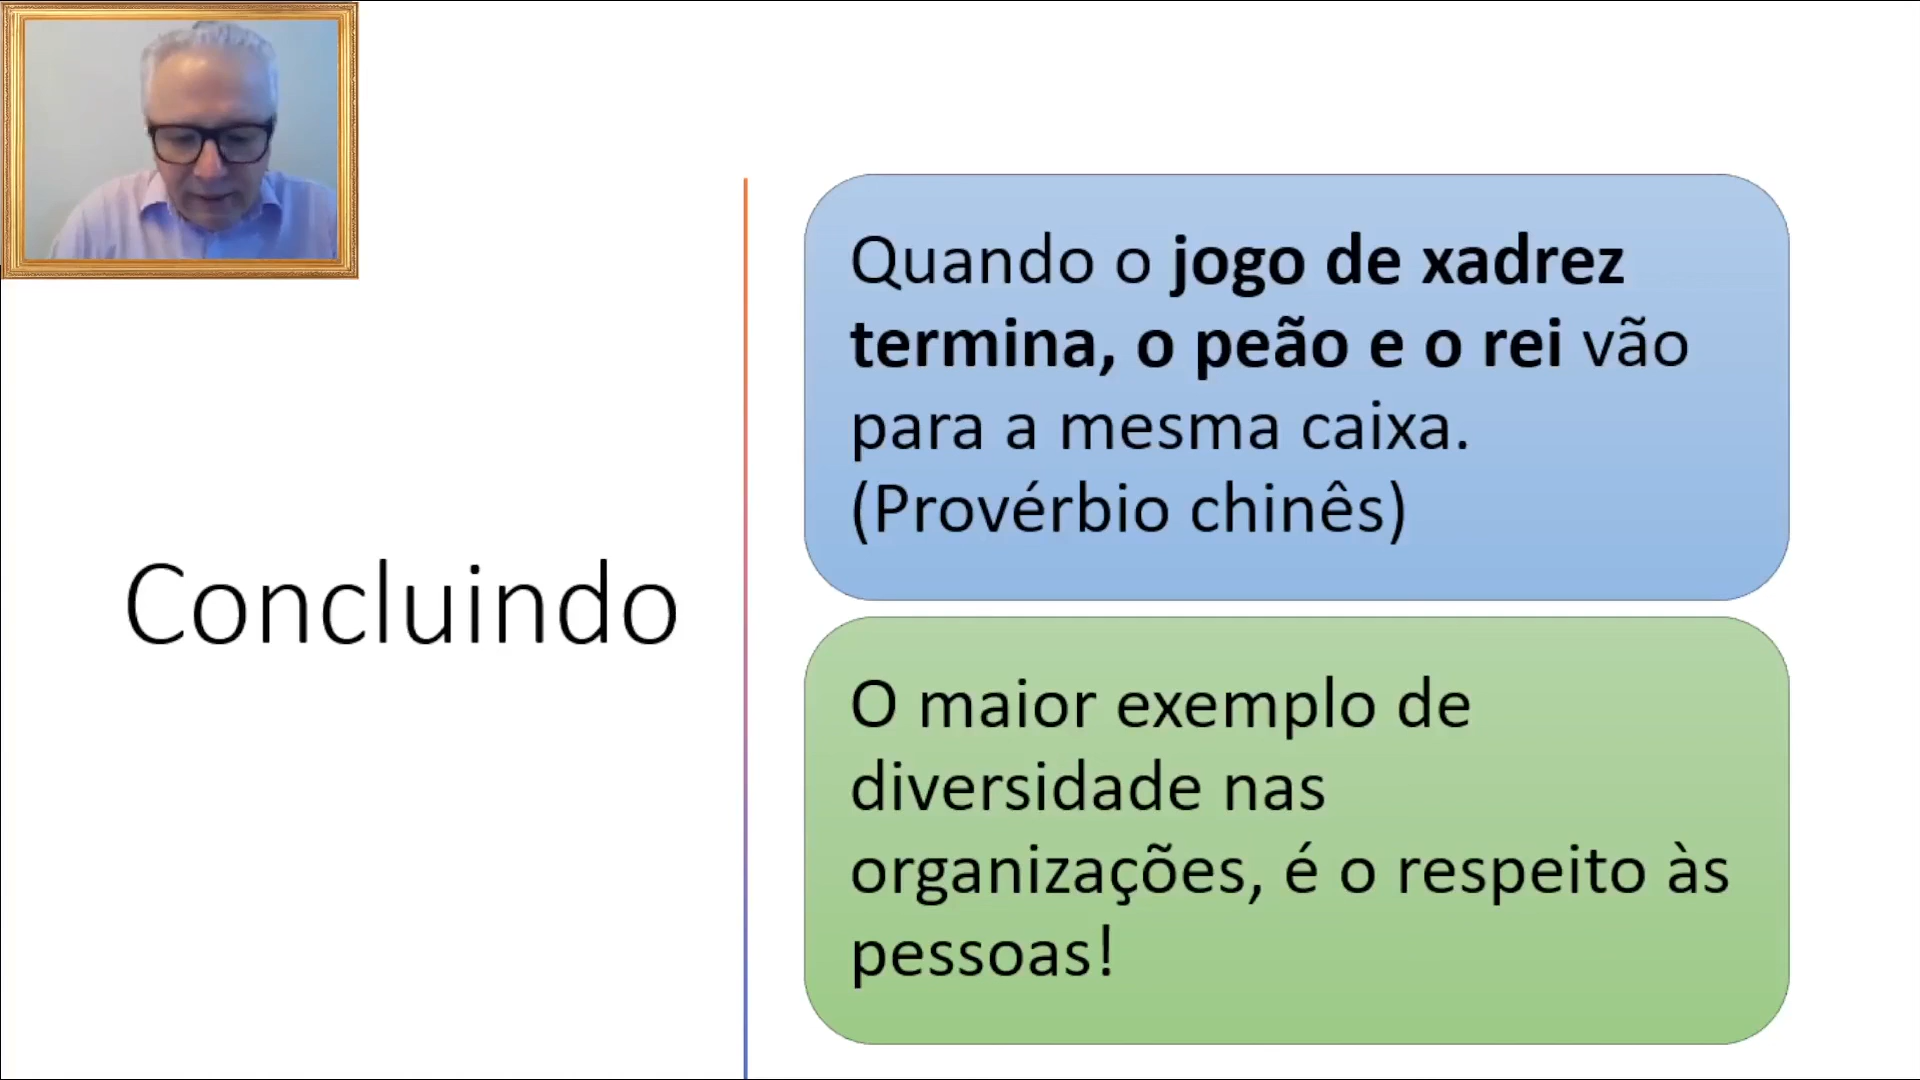 Concluindo
Quando o jogo de xadrez
termina, o peão e o rei vão
para a mesma caixa.
(Provérbio chinês)
O maior exemplo de
diversidade nas
organizações, é o respeito às
pessoas!